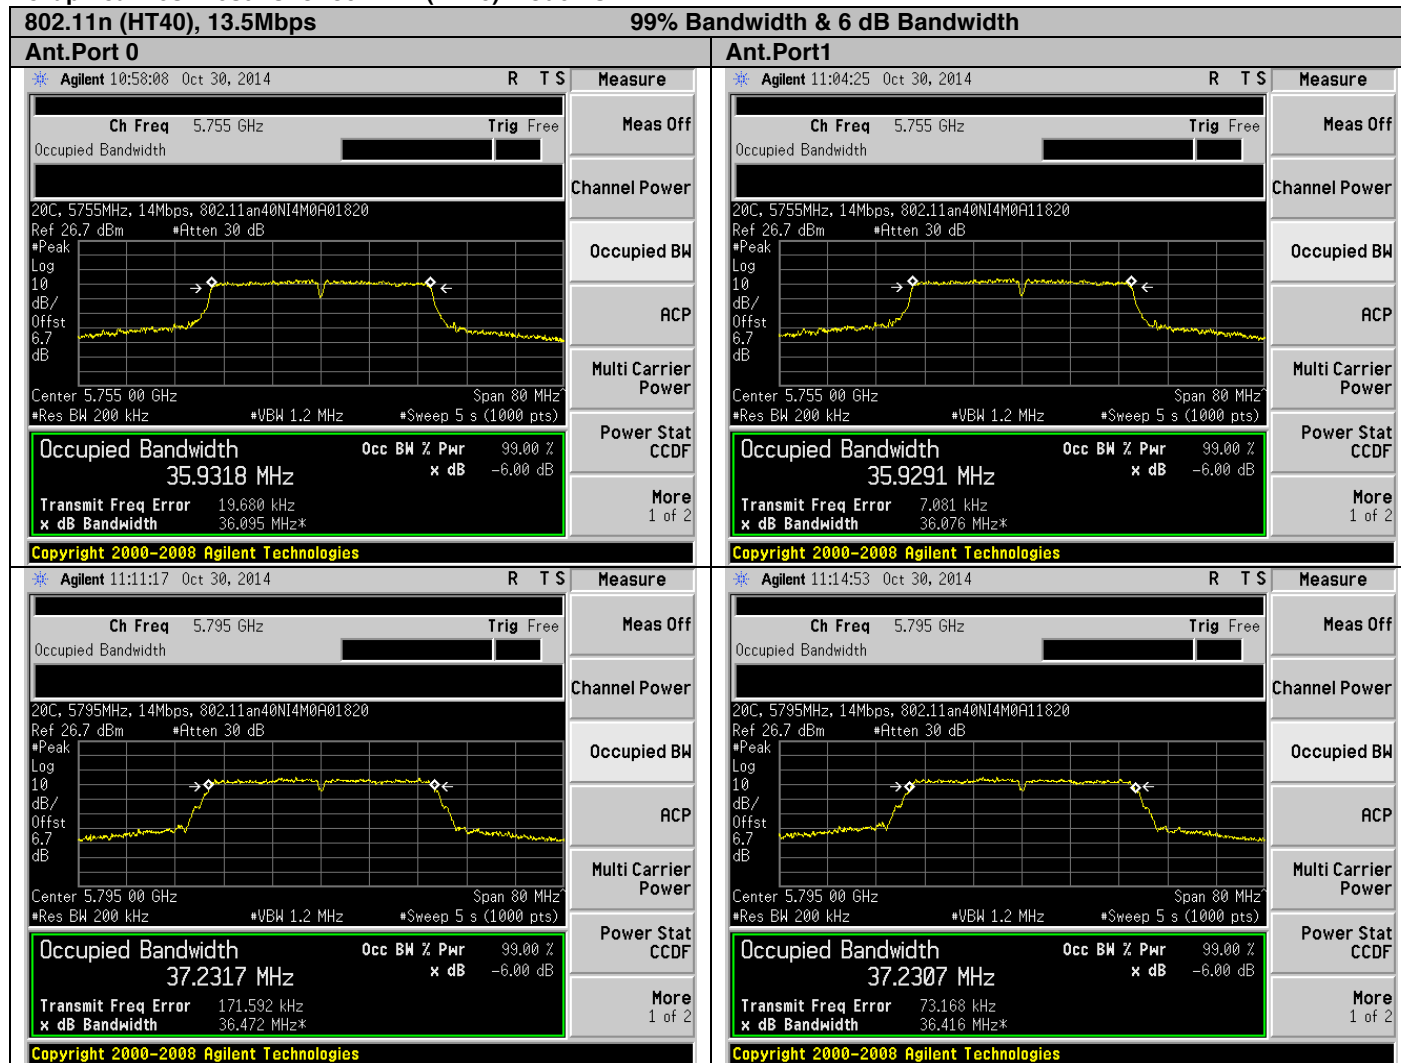 802.11n (HT40), 13.5Mbps 99% Bandwidth & 6 dB Bandwidth
Ant.Port 0 Ant.Port1
Agilent 10:58:08 Oct 30, 2014 R T S Measure
Ch Freq 5.755 GHz Trig Free Meas Off
Occupied Bandwidth
Channel Power
20C, 5755MHz, 14Mbps, 802.11an40NI4M0A01820
Ref 26.7 dBm #Atten 30 dB
#Peak Occupied BW
Log
10
dB/
Offst ACP
6.7
dB
Multi Carrier
Power
Center 5.755 00 GHz Span 80 MHz^
#Res BW 200 kHz #VBW 1.2 MHz #Sweep 5 s (1000 pts)
Power Stat
CCDF
Occupied Bandwidth Occ BW % Pwr 99.00 %
35.9318 MHz x dB -6.00 dB
More
1 of 2
Transmit Freq Error 19.680 kHz
x dB Bandwidth 36.095 MHz*
Copyright 2000-2008 Agilent Technologies
Agilent 11:04:25 Oct 30, 2014 R T S Measure
Ch Freq 5.755 GHz Trig Free Meas Off
Occupied Bandwidth
Channel Power
20C, 5755MHz, 14Mbps, 802.11an40NI4M0A11820
Ref 26.7 dBm #Atten 30 dB
#Peak Occupied BW
Log
10
dB/
Offst ACP
6.7
dB
Multi Carrier
Power
Center 5.755 00 GHz Span 80 MHz^
#Res BW 200 kHz #VBW 1.2 MHz #Sweep 5 s (1000 pts)
Power Stat
CCDF
Occupied Bandwidth Occ BW % Pwr 99.00 %
35.9291 MHz x dB -6.00 dB
More
1 of 2
Transmit Freq Error 7.081 kHz
x dB Bandwidth 36.076 MHz*
Copyright 2000-2008 Agilent Technologies
Agilent 11:11:17 Oct 30, 2014 R T S Measure
Ch Freq 5.795 GHz Trig Free Meas Off
Occupied Bandwidth
Channel Power
20C, 5795MHz, 14Mbps, 802.11an40NI4M0A01820
Ref 26.7 dBm #Atten 30 dB
#Peak Occupied BW
Log
10
dB/
Offst ACP
6.7
dB
Multi Carrier
Power
Center 5.795 00 GHz Span 80 MHz^
#Res BW 200 kHz #VBW 1.2 MHz #Sweep 5 s (1000 pts)
Power Stat
CCDF
Occupied Bandwidth Occ BW % Pwr 99.00 %
37.2317 MHz x dB -6.00 dB
More
1 of 2
Transmit Freq Error 171.592 kHz
x dB Bandwidth 36.472 MHz*
Copyright 2000-2008 Agilent Technologies
Agilent 11:14:53 Oct 30, 2014 R T S Measure
Ch Freq 5.795 GHz Trig Free Meas Off
Occupied Bandwidth
Channel Power
20C, 5795MHz, 14Mbps, 802.11an40NI4M0A11820
Ref 26.7 dBm #Atten 30 dB
#Peak Occupied BW
Log
10
dB/
Offst ACP
6.7
dB
Multi Carrier
Power
Center 5.795 00 GHz Span 80 MHz^
#Res BW 200 kHz #VBW 1.2 MHz #Sweep 5 s (1000 pts)
Power Stat
CCDF
Occupied Bandwidth Occ BW % Pwr 99.00 %
37.2307 MHz x dB -6.00 dB
More
1 of 2
Transmit Freq Error 73.168 kHz
x dB Bandwidth 36.416 MHz*
Copyright 2000-2008 Agilent Technologies